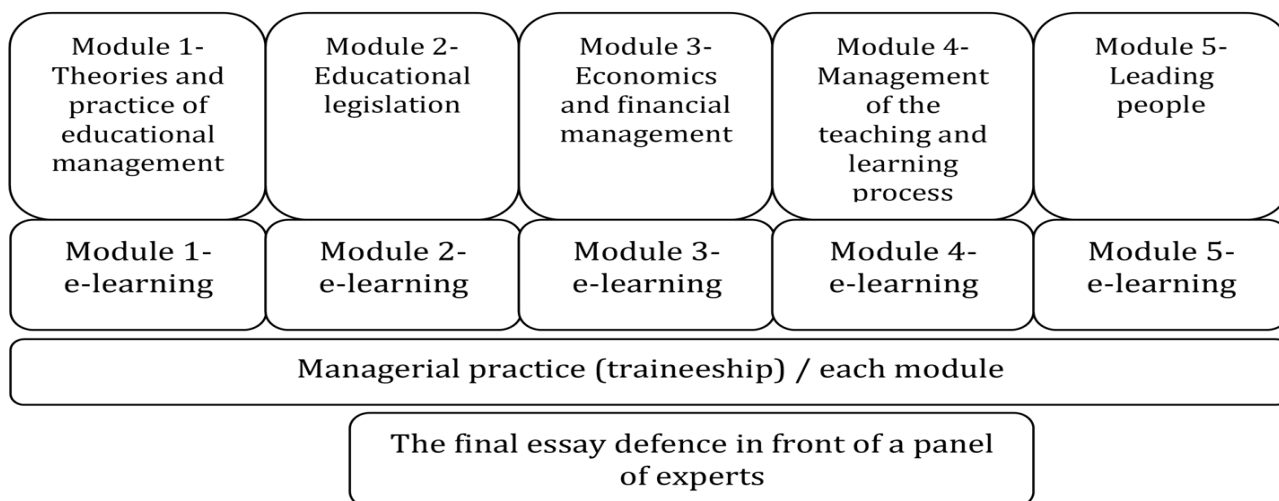 Module 1-
Theories and
practice of
educational
management
Module 2-
Educational
legislation
Module 3-
Economics
and financial
management
Module 4-
Management
of the
teaching and
learning
process
Module 5-
Leading
people
Module 1-
e-learning
Module 2-
e-learning
Module 3-
e-learning
Module 4-
e-learning
Module 5-
e-learning
Managerial practice (traineeship) / each module
The final essay defence in front of a panel
of experts